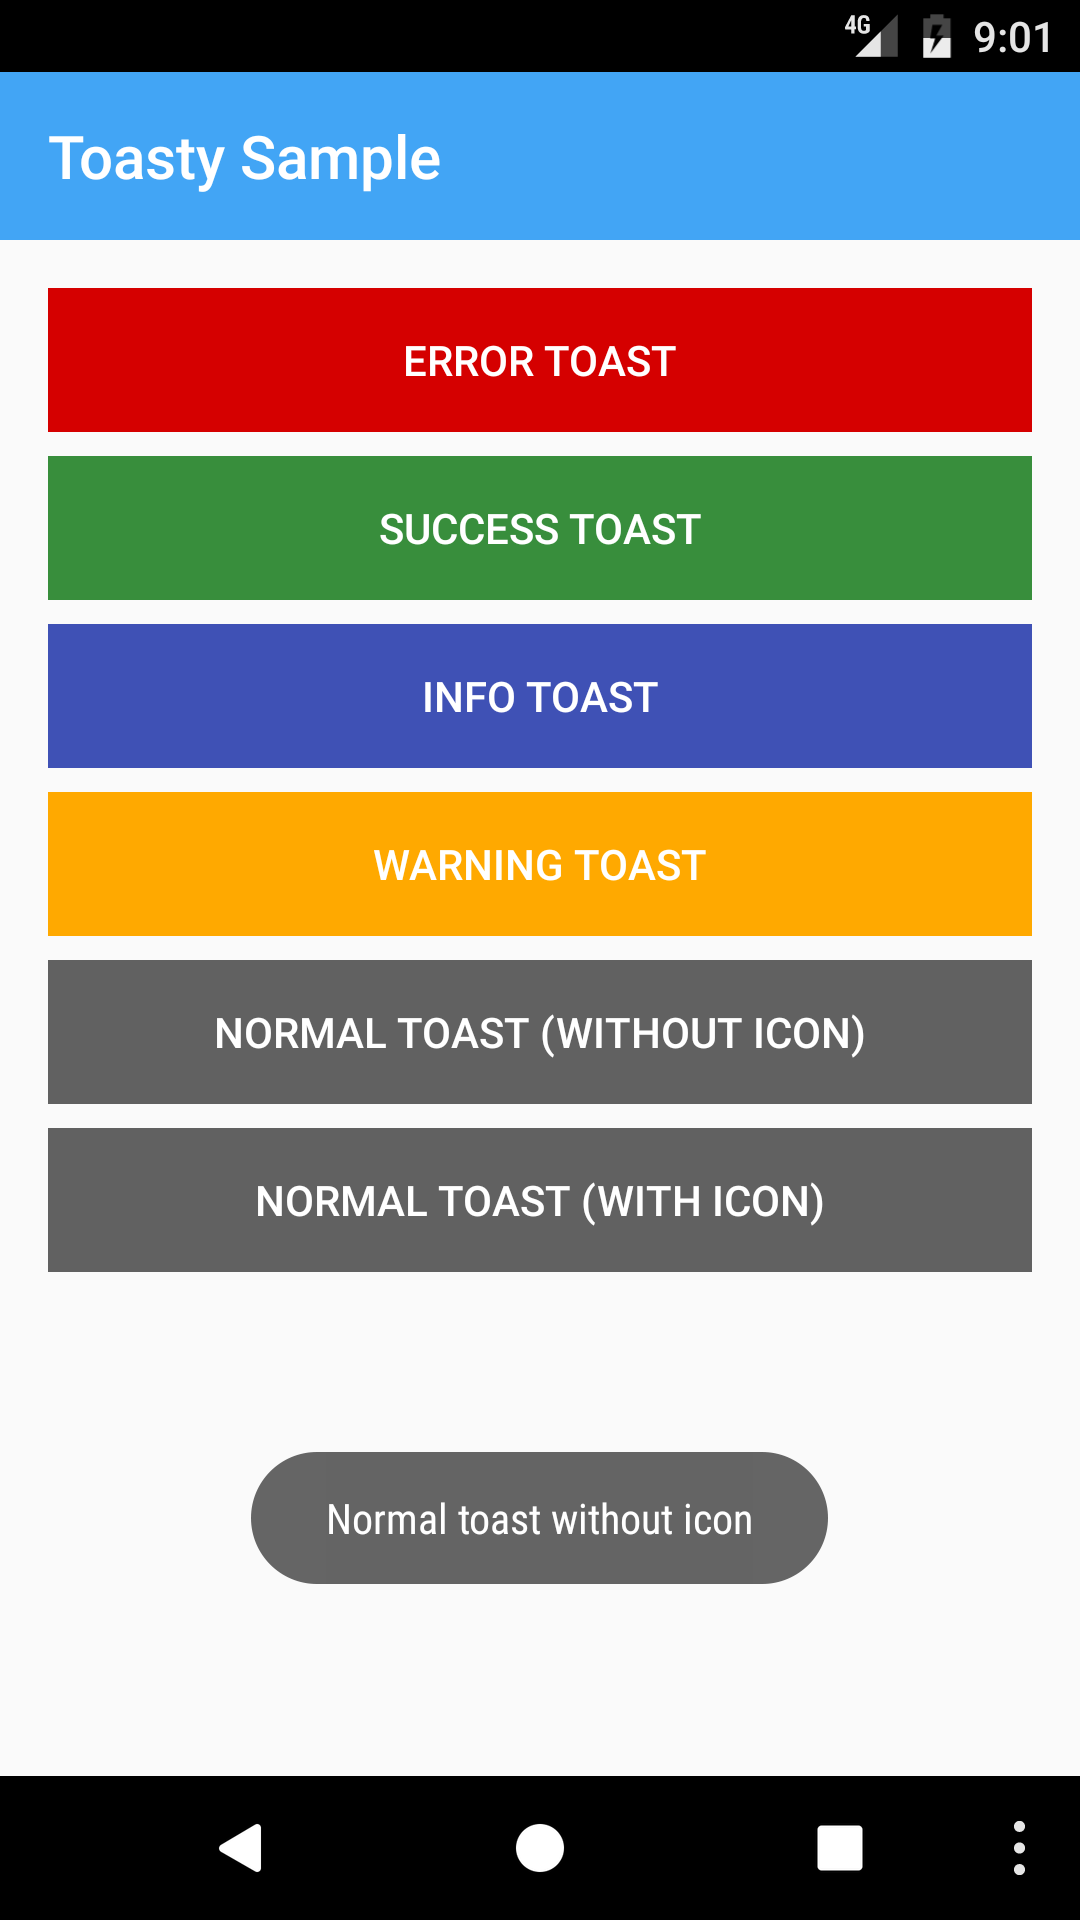 4G 9:01
Toasty Sample
ERROR TOAST
SUCCESS TOAST
INFO TOAST
WARNING TOAST
NORMAL TOAST (WITHOUT ICON)
NORMAL TOAST (WITH ICON)
Normal toast without icon